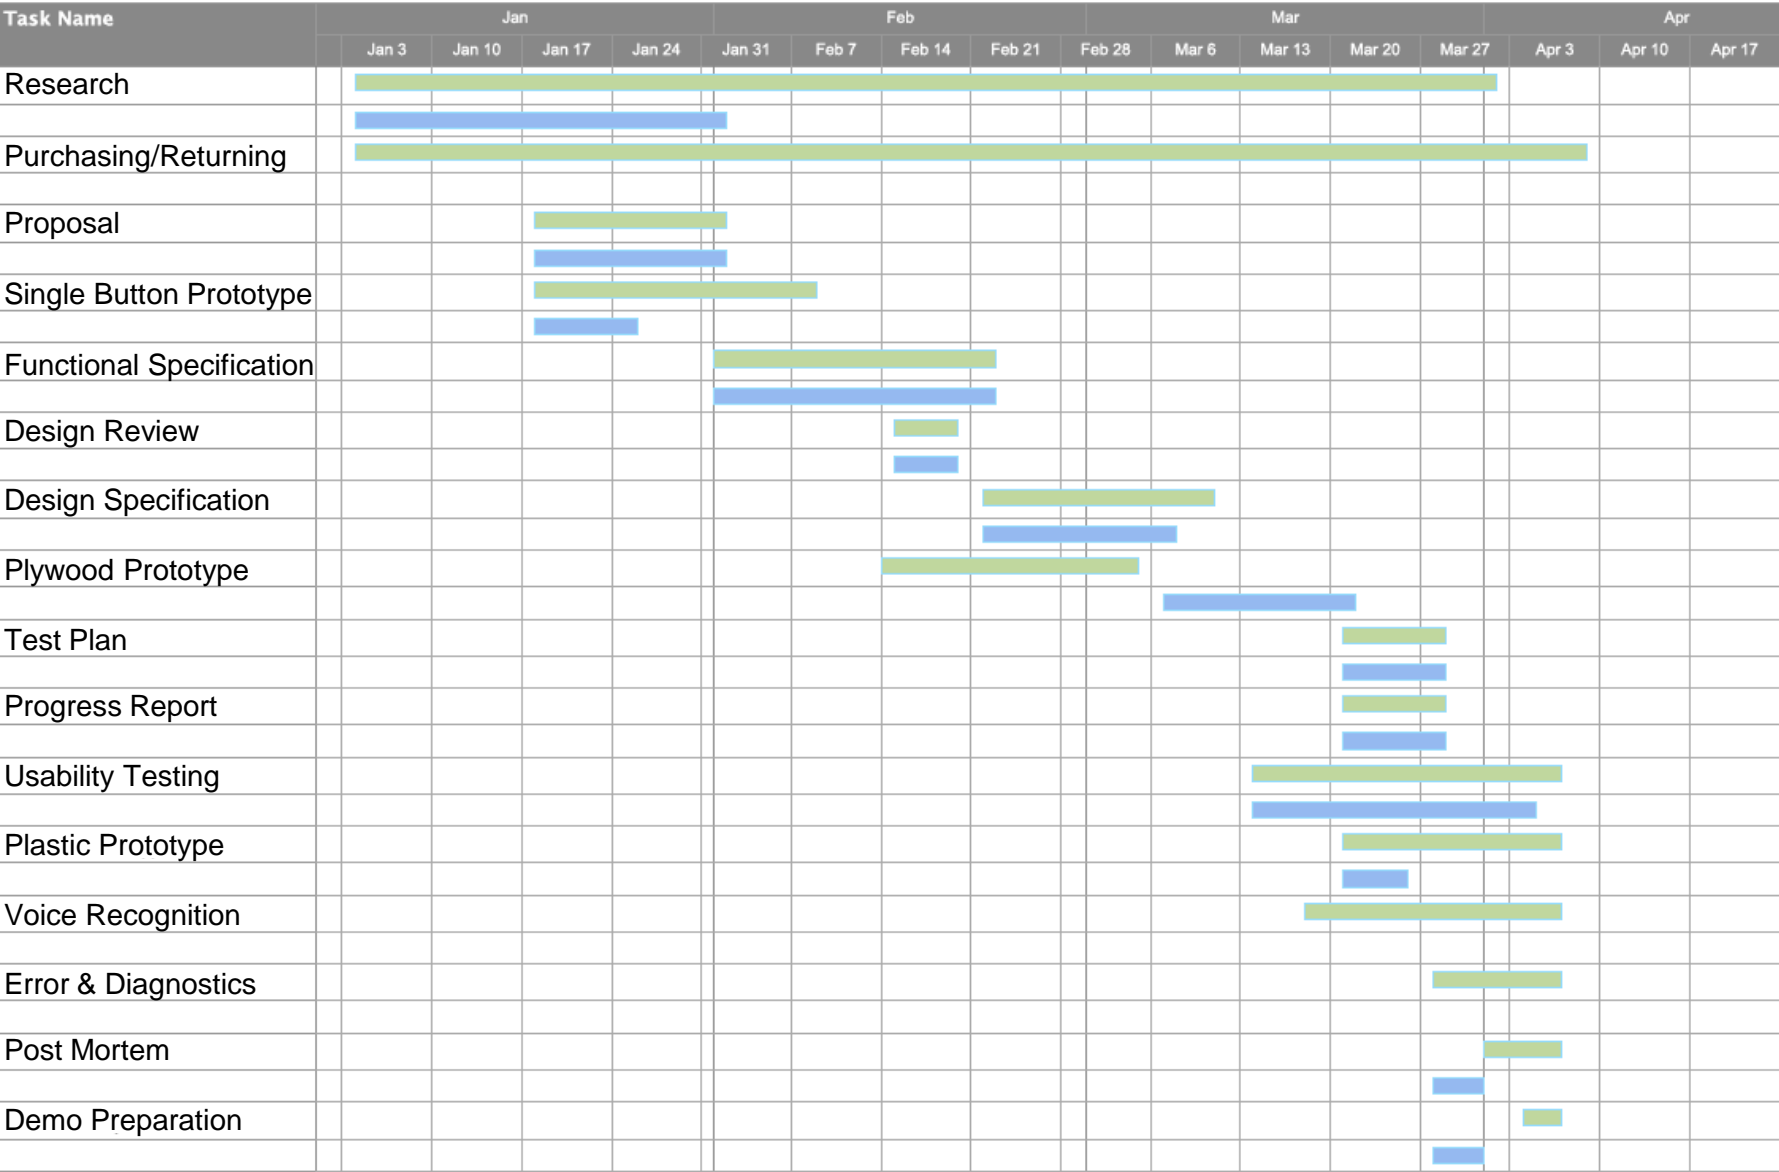 Task Name
Jan Feb Mar Apr
Jan 3 Jan 10 Jan 17 Jan 24 Jan 31 Feb 7 Feb 14 Feb 21 Feb 28 Mar 6 Mar 13 Mar 20 Mar 27 Apr 3 Apr 10 Apr 17
Research
Purchasing/Returning
Proposal
Single Button Prototype
Functional Specification
Design Review
Design Specification
Plywood Prototype
Test Plan
Progress Report
Usability Testing
Plastic Prototype
Voice Recognition
Error & Diagnostics
Post Mortem
Demo Preparation